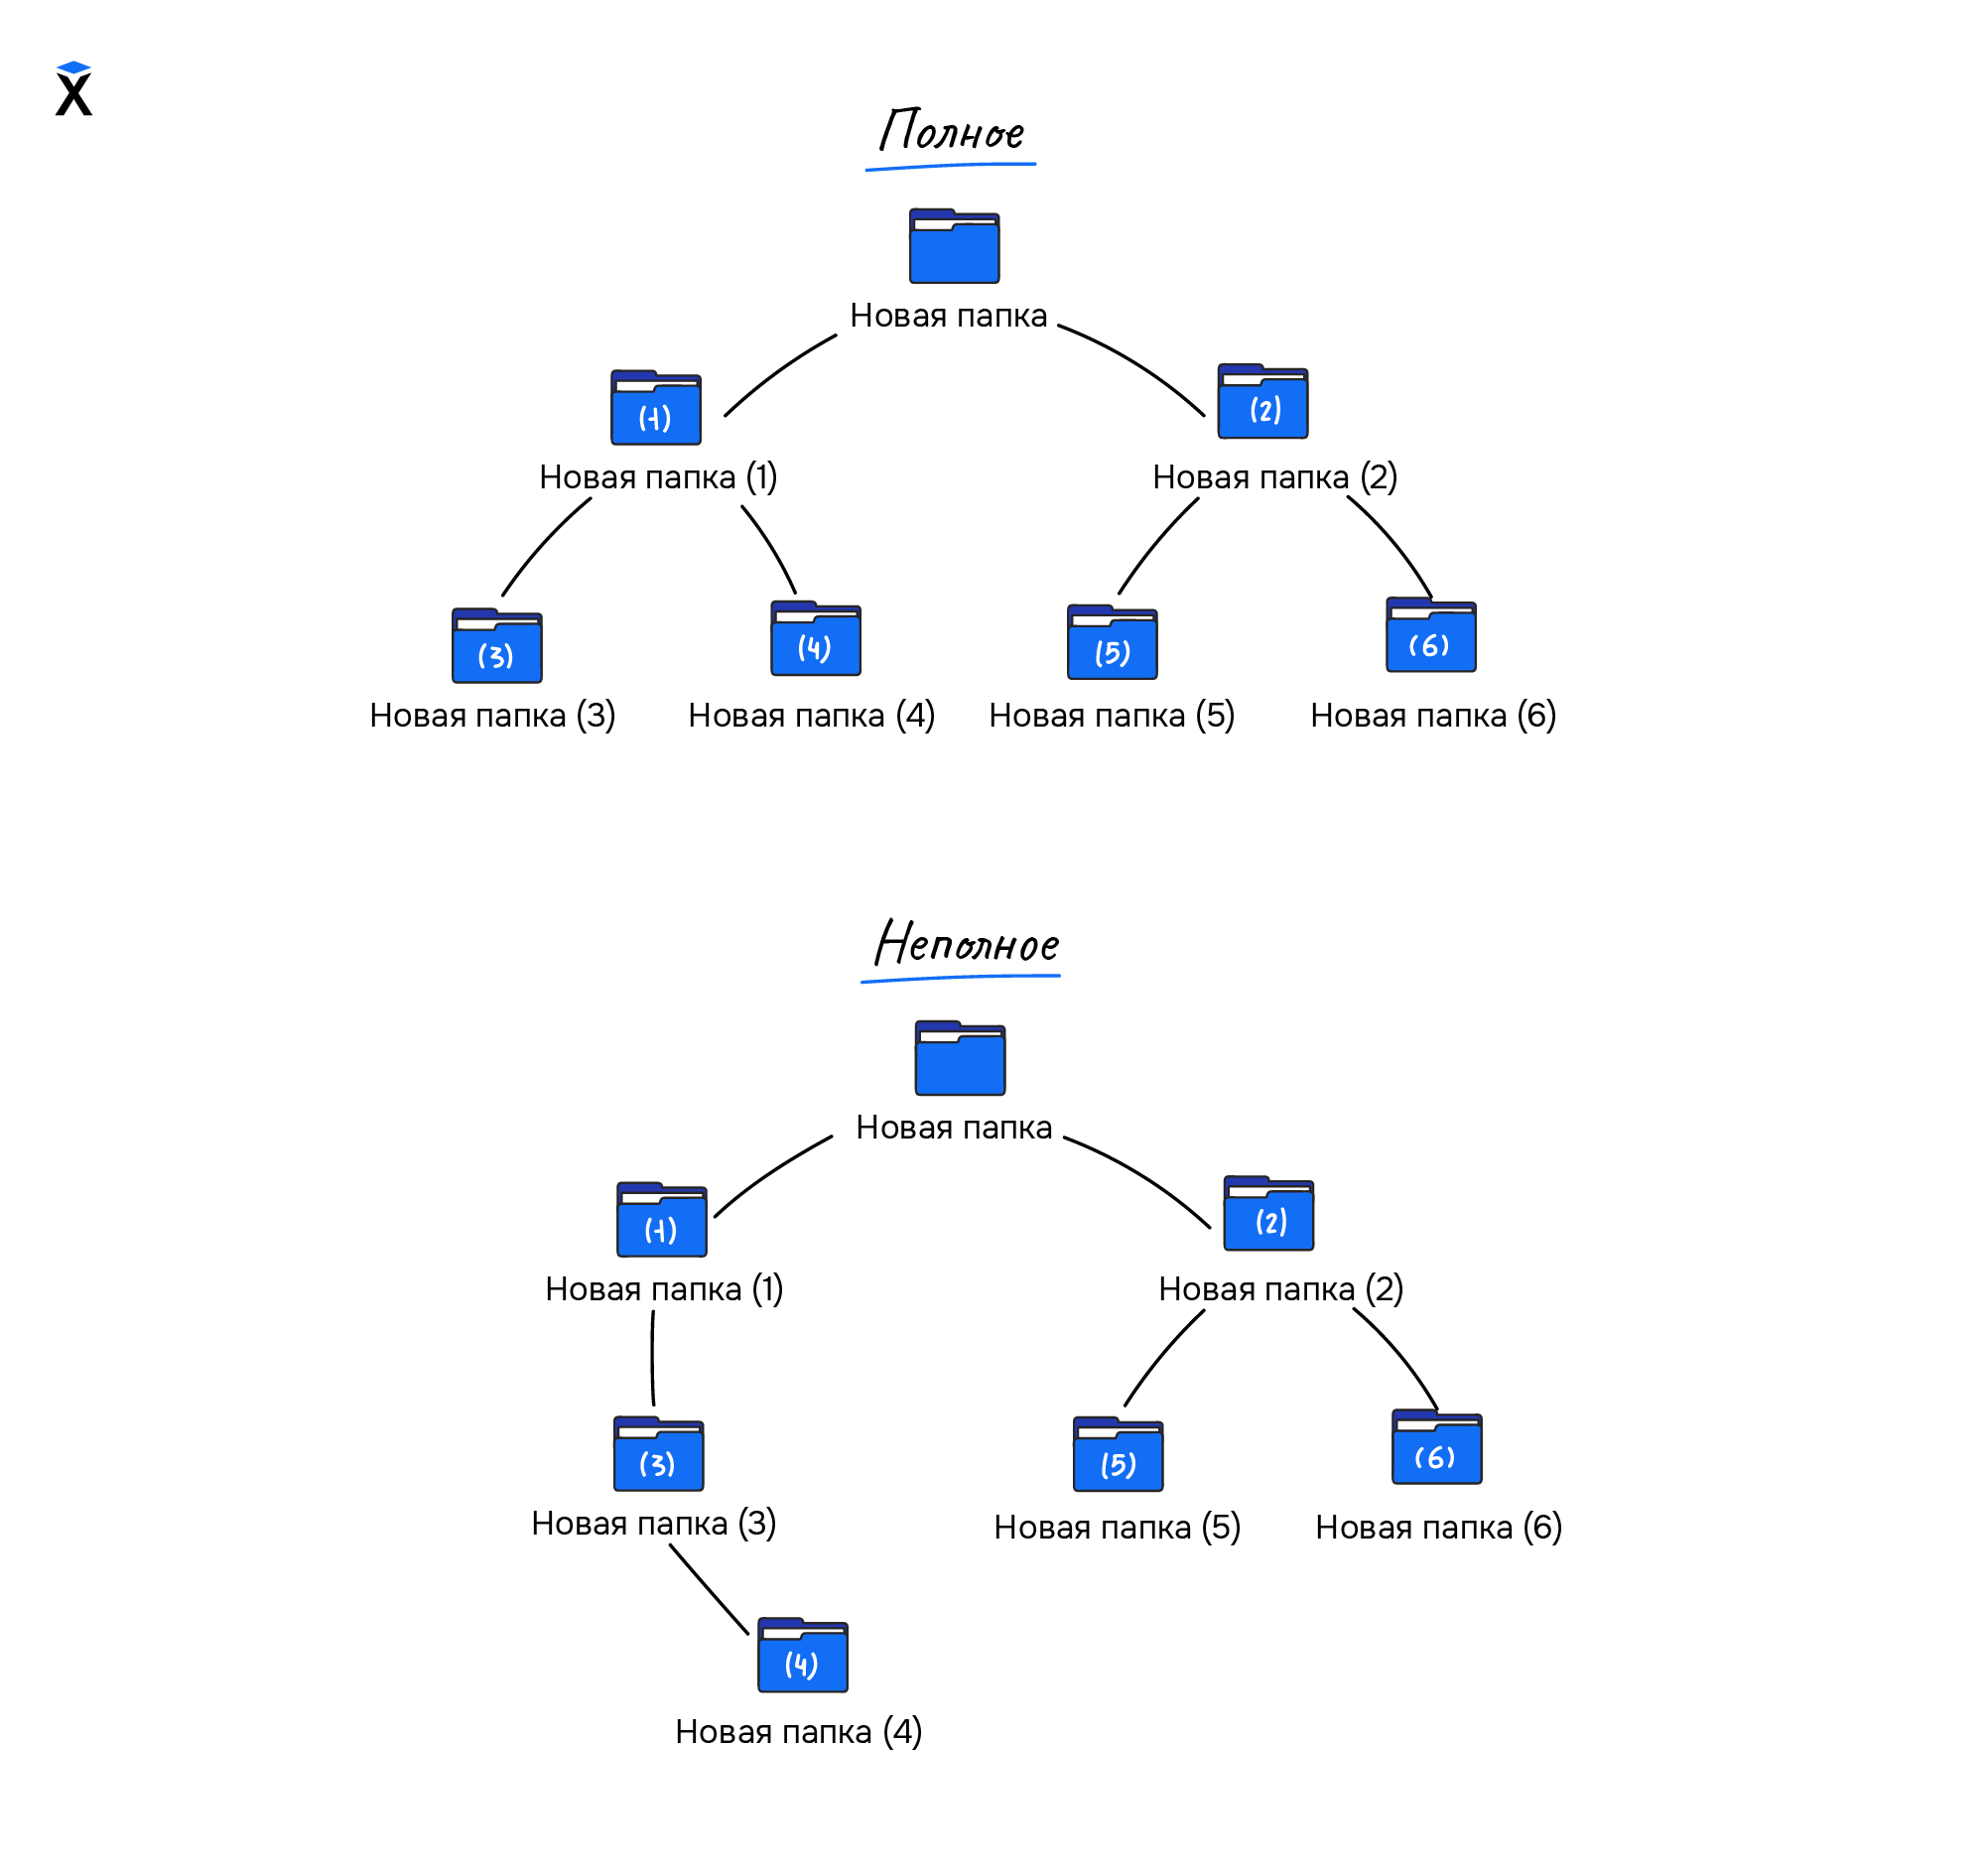 Полное
Новая папка
(1)
(2)
Новая папка (1)
Новая папка (2)
(3)
(4)
(5)
(6)
Новая папка (3)
Новая папка (4)
Новая папка (5)
Новая папка (6)
Неполное
Новая папка
(1)
(2)
Новая папка (1)
Новая папка (2)
(3)
(5)
(6)
Новая папка (3)
Новая папка (5)
Новая папка (6)
(4)
Новая папка (4)